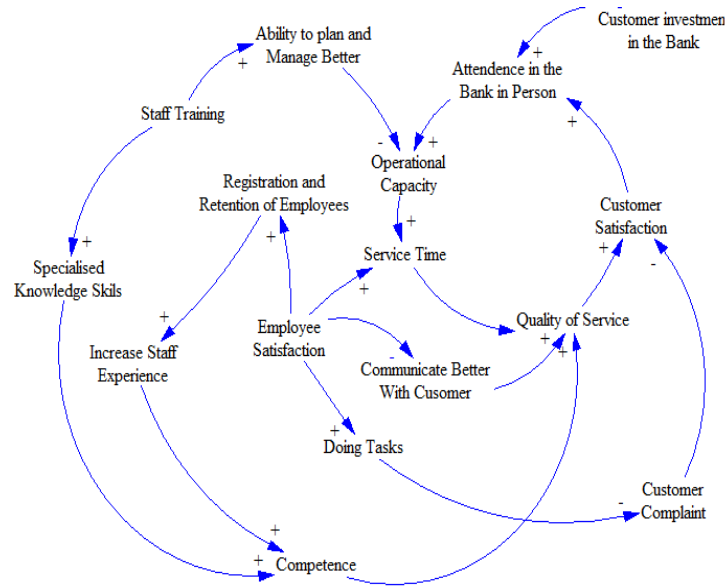 Ability to plan and
Manage Better
+
-
Customer investment
in the Bank
+
Attendence in the
Bank in Person
+
Staff Training
-
+
Operational
Capacity
Registration and
Retention of Employees
+
+
Customer
Satisfaction
+
-
+
Specialised
Knowledge Skils
Service Time
+
+
Increase Staff
Experience
Employee
Satisfaction
Quality of Service
+
+
-
Communicate Better
With Cusomer
+
Doing Tasks
-
Customer
Complaint
+
+
Competence